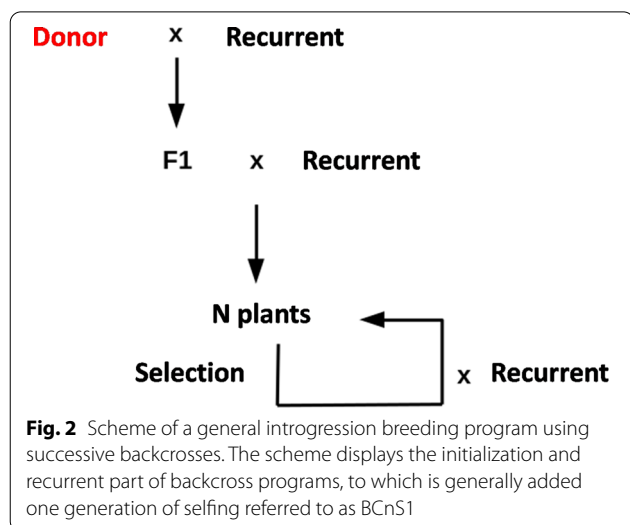 Donor x Recurrent
F1 x Recurrent
N plants
Selection x Recurrent
Fig. 2 Scheme of a general introgression breeding program using
successive backcrosses. The scheme displays the initialization and
recurrent part of backcross programs, to which is generally added
one generation of selfing referred to as BCnS1